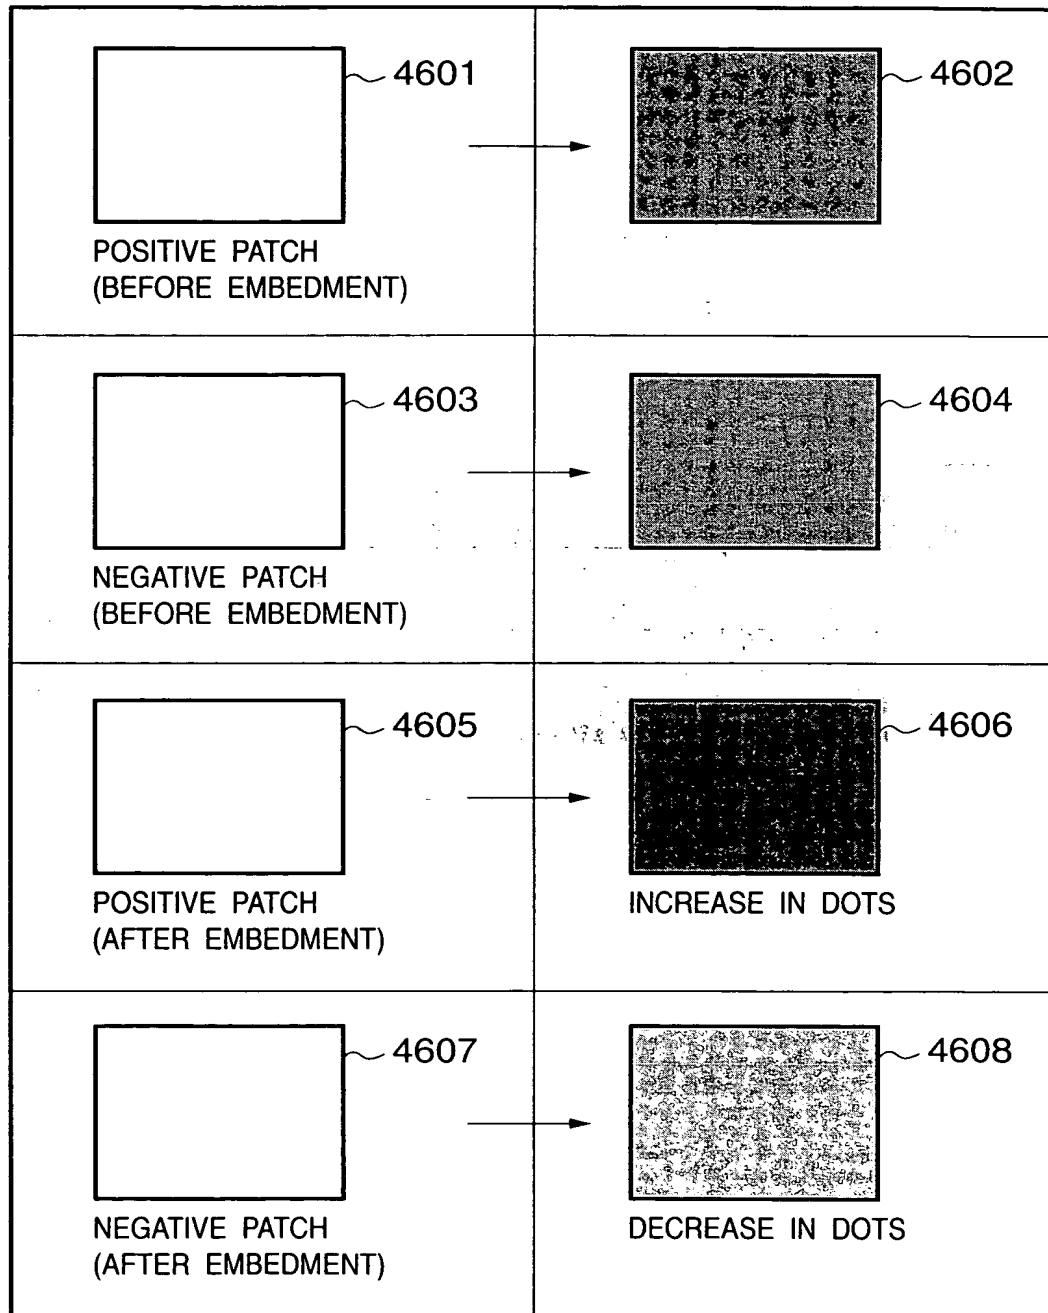 4601
4602
POSITIVE PATCH
(BEFORE EMBEDMENT)
4603
4604
NEGATIVE PATCH
(BEFORE EMBEDMENT)
4605
4606
POSITIVE PATCH
(AFTER EMBEDMENT)
INCREASE IN DOTS
4607
4608
NEGATIVE PATCH
(AFTER EMBEDMENT)
DECREASE IN DOTS